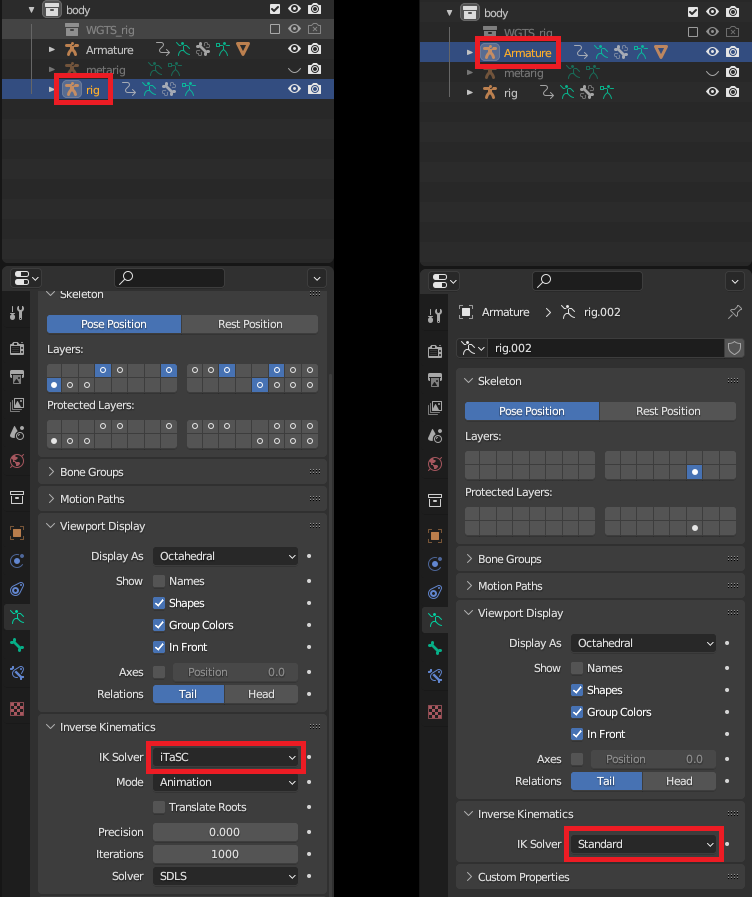 body
WGTS_rig
Armature
metarig
rig
Skeleton
Pose Position Rest Position
Layers:
Protected Layers:
Bone Groups
Motion Paths
Viewport Display
Display As Octahedral
Show Names
Shapes
Group Colors
In Front
Axes Position 0.0
Relations Tail Head
Inverse Kinematics
IK Solver iTaSC
Mode Animation
Translate Roots
Precision 0.000
Iterations 1000
Solver SDLS
body
WGTS_rig
Armature
metarig
rig
Armature > rig.002
rig.002
Skeleton
Pose Position Rest Position
Layers:
Protected Layers:
Bone Groups
Motion Paths
Viewport Display
Display As Octahedral
Show Names
Shapes
Group Colors
In Front
Axes Position 0.0
Relations Tail Head
Inverse Kinematics
IK Solver Standard
Custom Properties